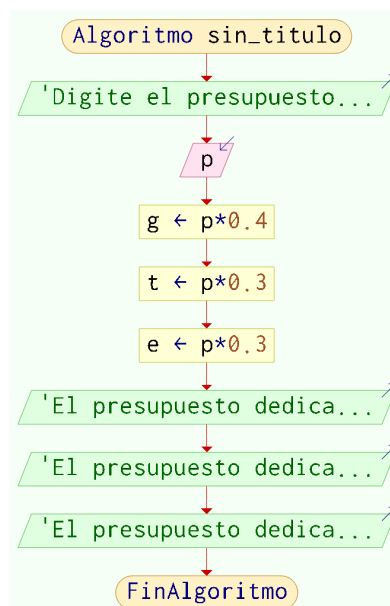 Algoritmo sin_titulo
'Digite el presupuesto...
p
g ← p*0.4
t ← p*0.3
e ← p*0.3
'El presupuesto dedica...
'El presupuesto dedica...
'El presupuesto dedica...
FinAlgoritmo